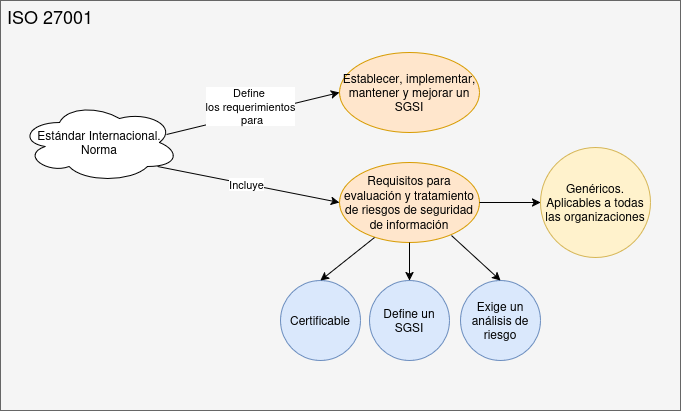 ISO 27001
Estándar Internacional.
Norma
Define
los requerimientos
para
Establecer, implementar,
mantener y mejorar un
SGSI
Incluye
Requisitos para
evaluación y tratamiento
de riesgos de seguridad
de información
Genéricos.
Aplicables a todas
las organizaciones
Certificable
Define un
SGSI
Exige un
análisis de
riesgo